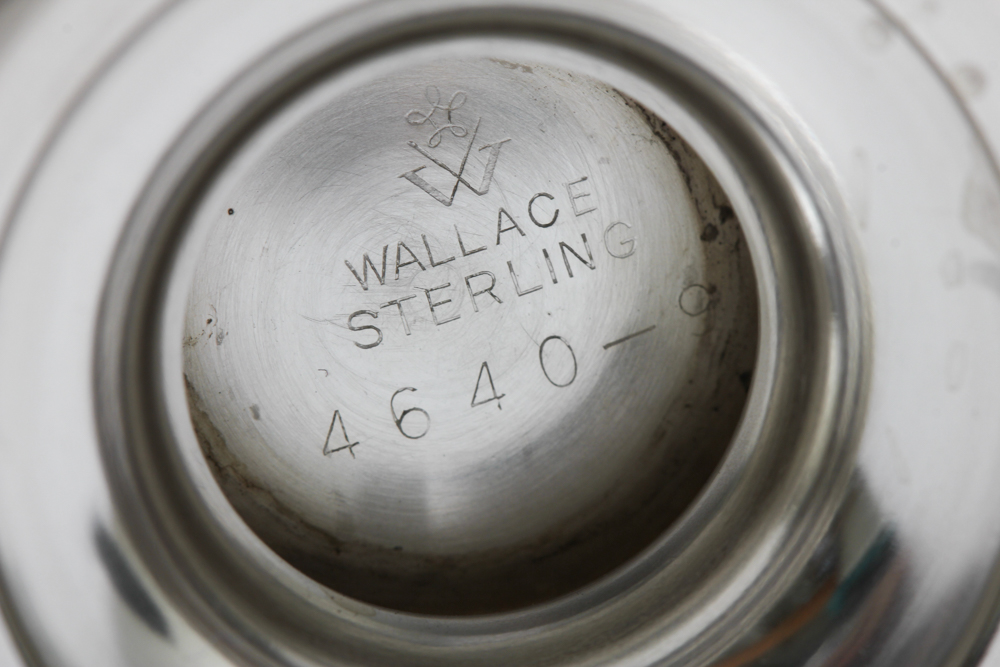 W
WALLACE
STERLING
4640-9